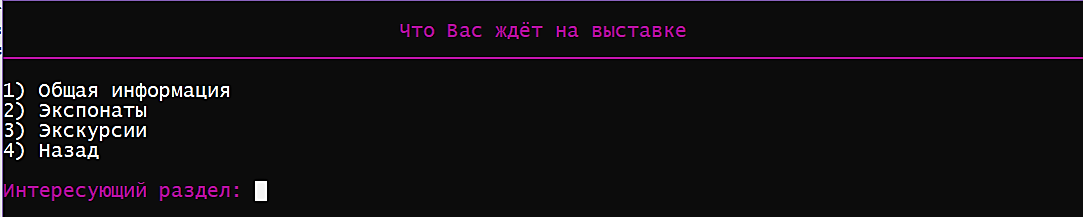 Что Вас ждёт на выставке
1) Общая информация
2) Экспонаты
3) Экскурсии
4) Назад
Интересующий раздел: